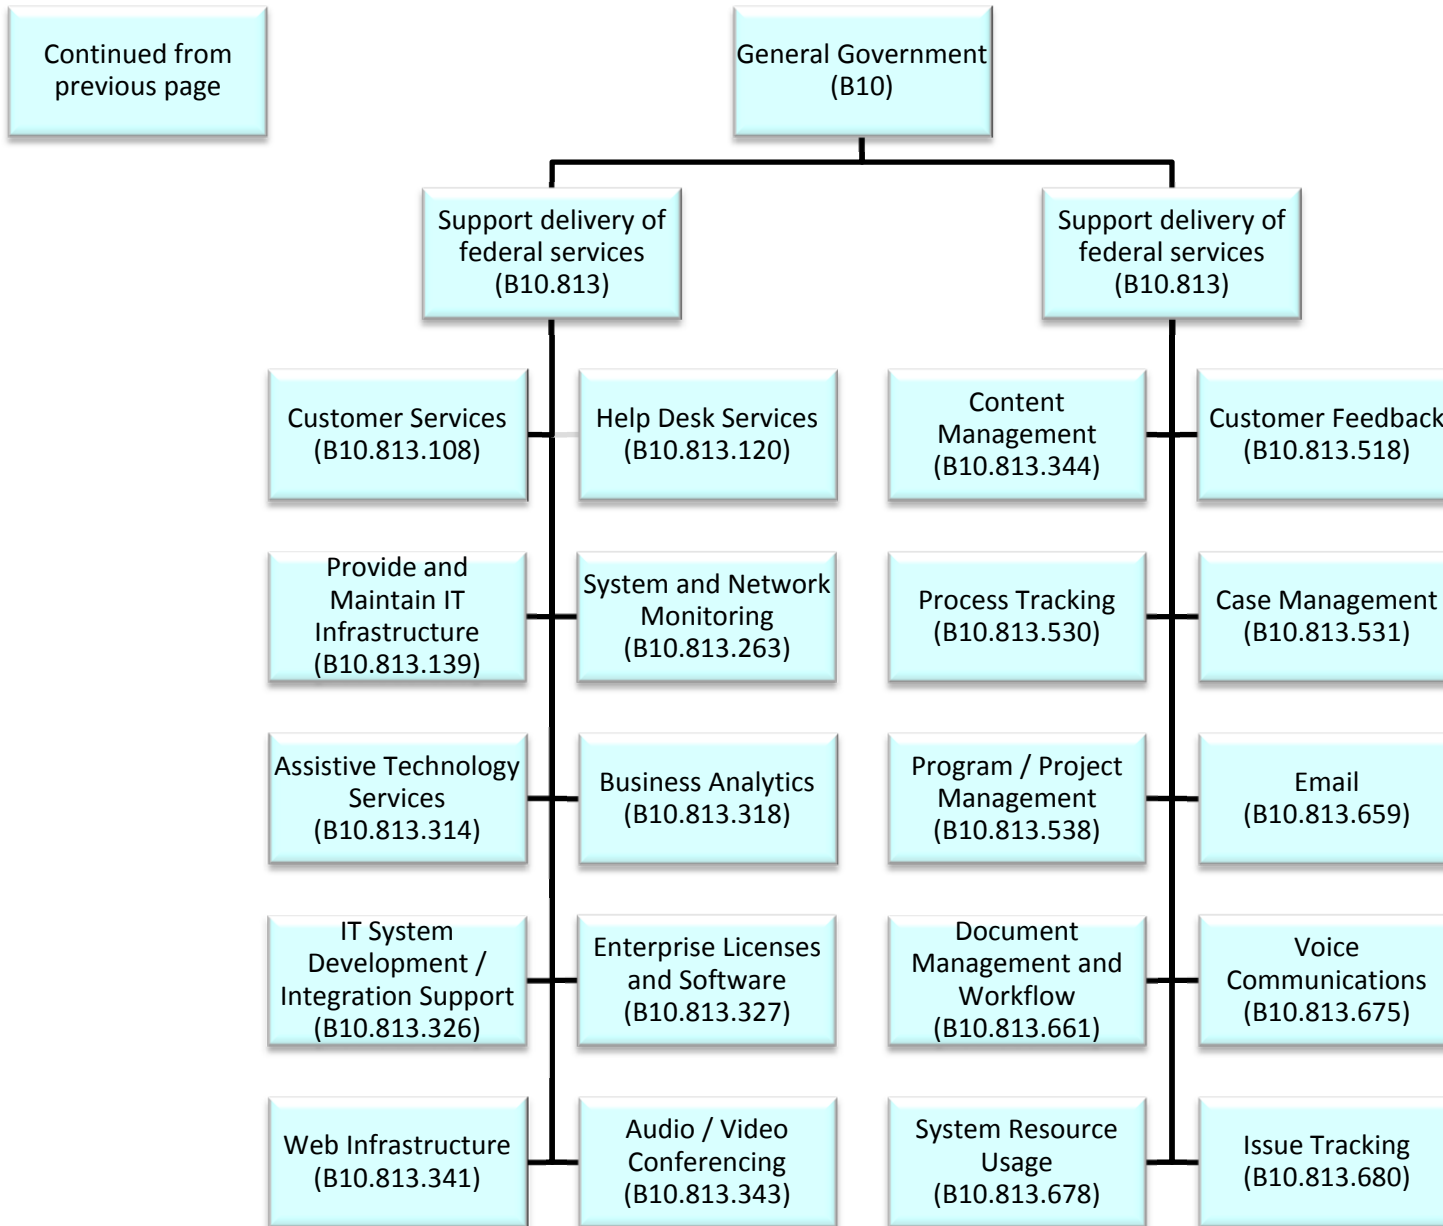 Continued from
previous page
General Government
(B10)
Support delivery of
federal services
(B10.813)
Support delivery of
federal services
(B10.813)
Customer Services
(B10.813.108)
Help Desk Services
(B10.813.120)
Content
Management
(B10.813.344)
Customer Feedback
(B10.813.518)
Provide and
Maintain IT
Infrastructure
(B10.813.139)
System and Network
Monitoring
(B10.813.263)
Process Tracking
(B10.813.530)
Case Management
(B10.813.531)
Assistive Technology
Services
(B10.813.314)
Business Analytics
(B10.813.318)
Program / Project
Management
(B10.813.538)
Email
(B10.813.659)
IT System
Development /
Integration Support
(B10.813.326)
Enterprise Licenses
and Software
(B10.813.327)
Document
Management and
Workflow
(B10.813.661)
Voice
Communications
(B10.813.675)
Web Infrastructure
(B10.813.341)
Audio / Video
Conferencing
(B10.813.343)
System Resource
Usage
(B10.813.678)
Issue Tracking
(B10.813.680)